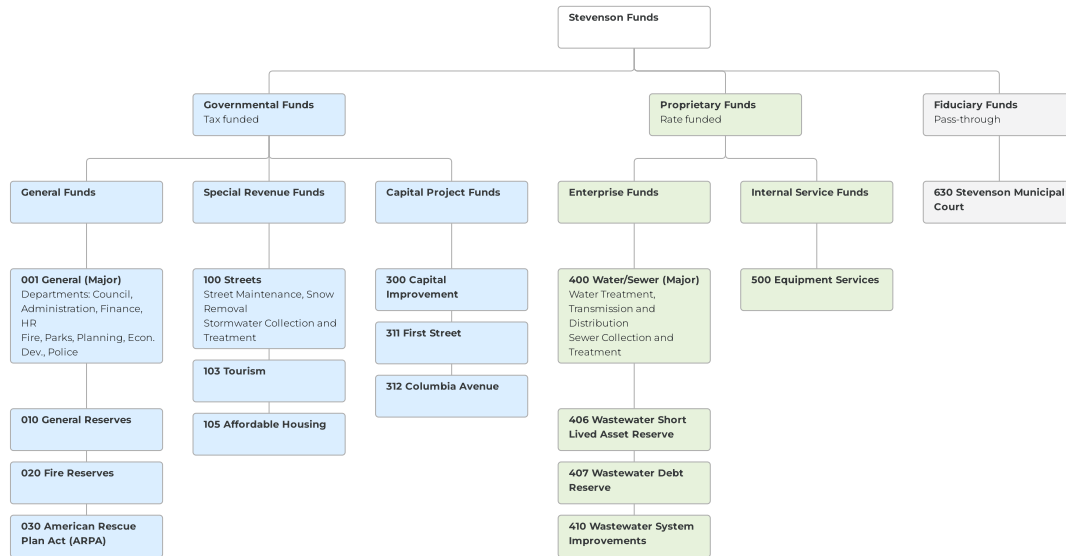 Stevenson Funds
Governmental Funds
Tax funded
Proprietary Funds
Rate funded
Fiduciary Funds
Pass-through
General Funds
Special Revenue Funds
Capital Project Funds
Enterprise Funds
Internal Service Funds
630 Stevenson Municipal
Court
001 General (Major)
Departments: Council,
Administration, Finance,
HR
Fire, Parks, Planning, Econ.
Dev., Police
100 Streets
Street Maintenance, Snow
Removal
Stormwater Collection and
Treatment
300 Capital
Improvement
400 Water/Sewer (Major)
Water Treatment,
Transmission and
Distribution
Sewer Collection and
Treatment
500 Equipment Services
311 First Street
103 Tourism
312 Columbia Avenue
010 General Reserves
105 Affordable Housing
406 Wastewater Short
Lived Asset Reserve
020 Fire Reserves
407 Wastewater Debt
Reserve
030 American Rescue
Plan Act (ARPA)
410 Wastewater System
Improvements